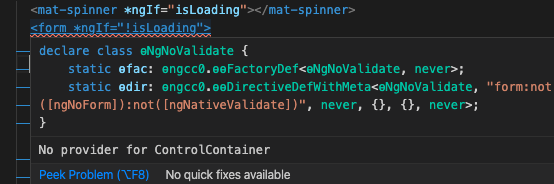 <mat-spinner *ngIf="isLoading"></mat-spinner>
<form *ngIf="!isLoading">
declare class ɵNgNoValidate {
    static ɵfac: ɵngcc0.ɵɵFactoryDef<ɵNgNoValidate, never>;
    static ɵdir: ɵngcc0.ɵɵDirectiveDefWithMeta<ɵNgNoValidate, "form:not
([ngNoForm]):not([ngNativeValidate])", never, {}, {}, never>;
}
No provider for ControlContainer
Peek Problem (⌥F8) No quick fixes available